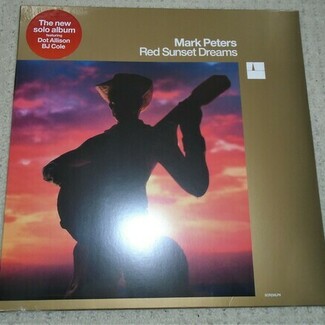 The new
solo album
featuring
Dot Allison
BJ Cole
Mark Peters
Red Sunset Dreams